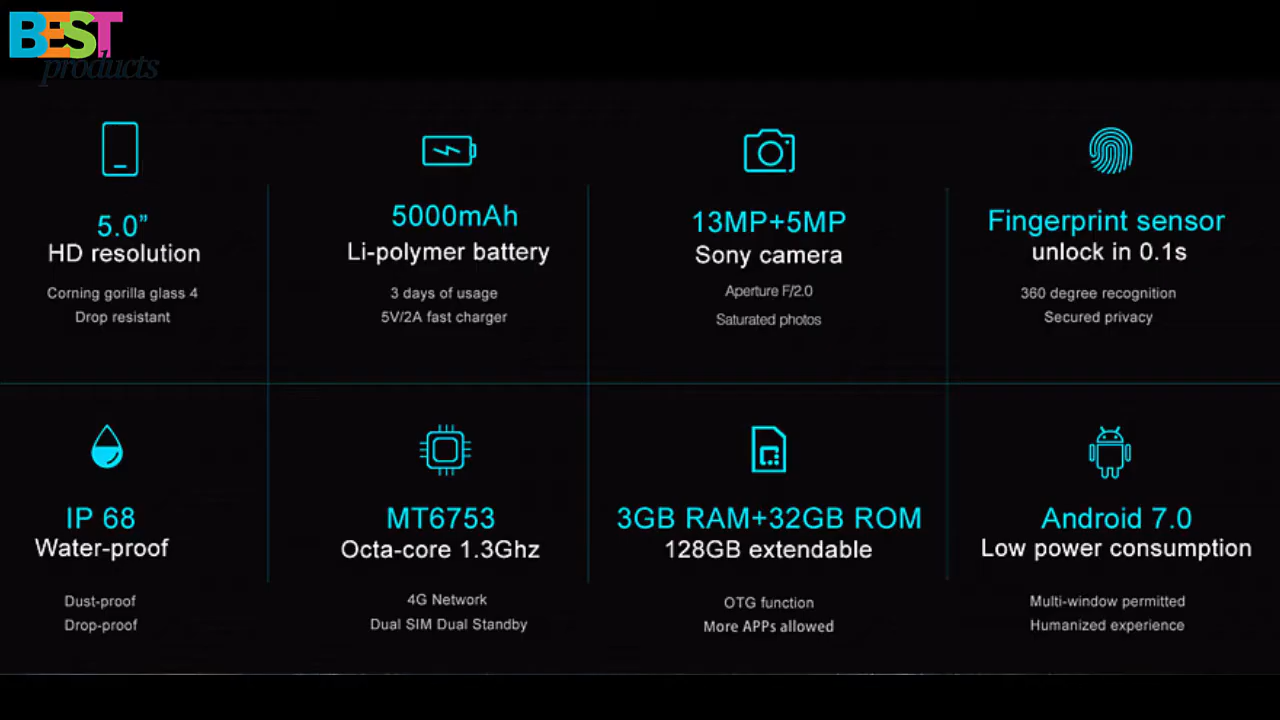 BEST
products
5.0”
HD resolution
Corning gorilla glass 4
Drop resistant
5000mAh
Li-polymer battery
3 days of usage
5V/2A fast charger
13MP+5MP
Sony camera
Aperture F/2.0
Saturated photos
Fingerprint sensor
unlock in 0.1s
360 degree recognition
Secured privacy
IP 68
Water-proof
Dust-proof
Drop-proof
MT6753
Octa-core 1.3Ghz
4G Network
Dual SIM Dual Standby
3GB RAM+32GB ROM
128GB extendable
OTG function
More APPs allowed
Android 7.0
Low power consumption
Multi-window permitted
Humanized experience